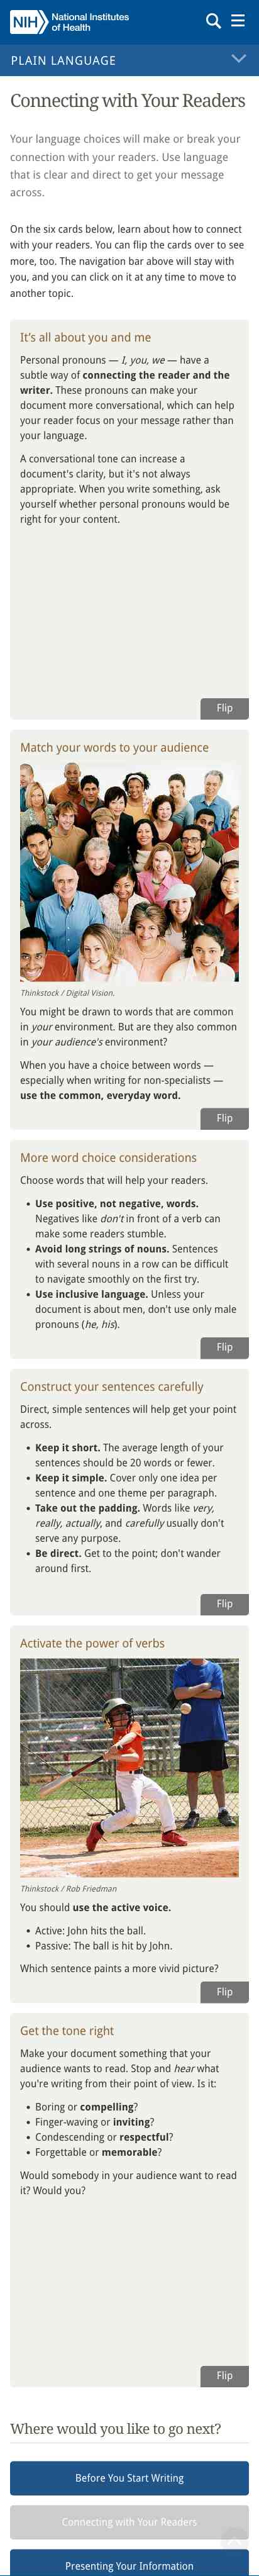 NIH National Institutes
of Health
PLAIN LANGUAGE
Connecting with Your Readers
Your language choices will make or break your
connection with your readers. Use language
that is clear and direct to get your message
across.
On the six cards below, learn about how to connect
with your readers. You can flip the cards over to see
more, too. The navigation bar above will stay with
you, and you can click on it at any time to move to
another topic.
It's all about you and me
Personal pronouns — I, you, we — have a
subtle way of connecting the reader and the
writer. These pronouns can make your
document more conversational, which can help
your reader focus on your message rather than
your language.
A conversational tone can increase a
document's clarity, but it's not always
appropriate. When you write something, ask
yourself whether personal pronouns would be
right for your content.
Flip
Match your words to your audience
Thinkstock / Digital Vision.
You might be drawn to words that are common
in your environment. But are they also common
in your audience's environment?
When you have a choice between words —
especially when writing for non-specialists —
use the common, everyday word.
Flip
More word choice considerations
Choose words that will help your readers.
• Use positive, not negative, words.
Negatives like don't in front of a verb can
make some readers stumble.
• Avoid long strings of nouns. Sentences
with several nouns in a row can be difficult
to navigate smoothly on the first try.
• Use inclusive language. Unless your
document is about men, don't use only male
pronouns (he, his).
Flip
Construct your sentences carefully
Direct, simple sentences will help get your point
across.
• Keep it short. The average length of your
sentences should be 20 words or fewer.
• Keep it simple. Cover only one idea per
sentence and one theme per paragraph.
• Take out the padding. Words like very,
really, actually, and carefully usually don't
serve any purpose.
• Be direct. Get to the point; don't wander
around first.
Flip
Activate the power of verbs
Thinkstock / Rob Friedman
You should use the active voice.
• Active: John hits the ball.
• Passive: The ball is hit by John.
Which sentence paints a more vivid picture?
Flip
Get the tone right
Make your document something that your
audience wants to read. Stop and hear what
you're writing from their point of view. Is it:
• Boring or compelling?
• Finger-waving or inviting?
• Condescending or respectful?
• Forgettable or memorable?
Would somebody in your audience want to read
it? Would you?
Flip
Where would you like to go next?
Before You Start Writing
Connecting with Your Readers
Presenting Your Information